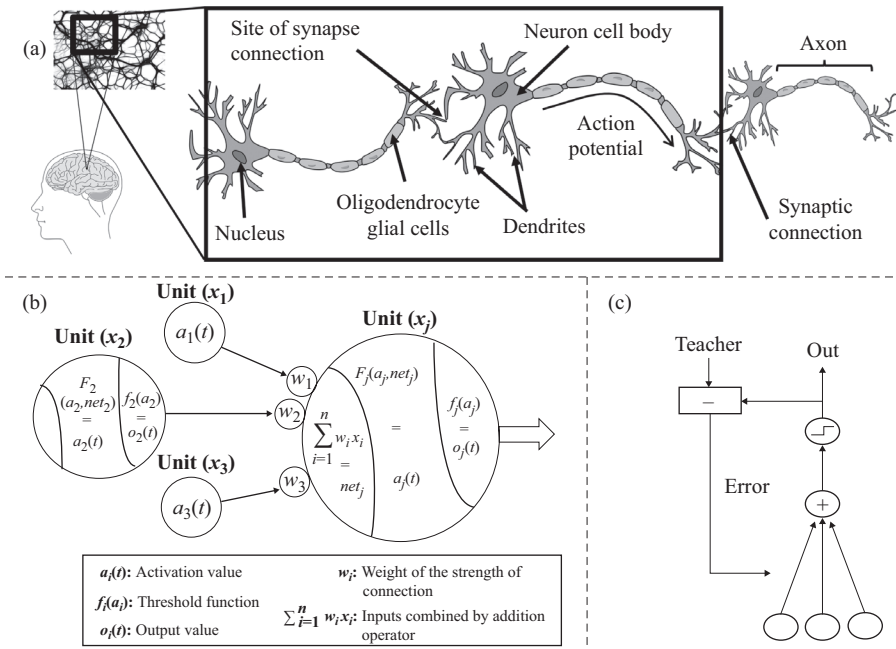 (a)
Site of synapse
connection
Neuron cell body
Axon
Action
potential
Nucleus
Oligodendrocyte
glial cells
Dendrites
Synaptic
connection
(b)
Unit (x₁)
a₁(t)
Unit (x₂)
F₂
(a₂,net₂)
=
a₂(t)
f₂(a₂)
=
o₂(t)
Unit (x₃)
a₃(t)
w₁
w₂
w₃
Unit (xⱼ)
n
∑ wᵢxᵢ
i=1
=
netⱼ
Fⱼ(aⱼ,netⱼ)
=
aⱼ(t)
fⱼ(aⱼ)
=
oⱼ(t)
aᵢ(t): Activation value
fᵢ(aᵢ): Threshold function
oᵢ(t): Output value
wᵢ: Weight of the strength of
connection
∑ⁿᵢ₌₁ wᵢxᵢ: Inputs combined by addition
operator
(c)
Teacher
Out
−
Error
+